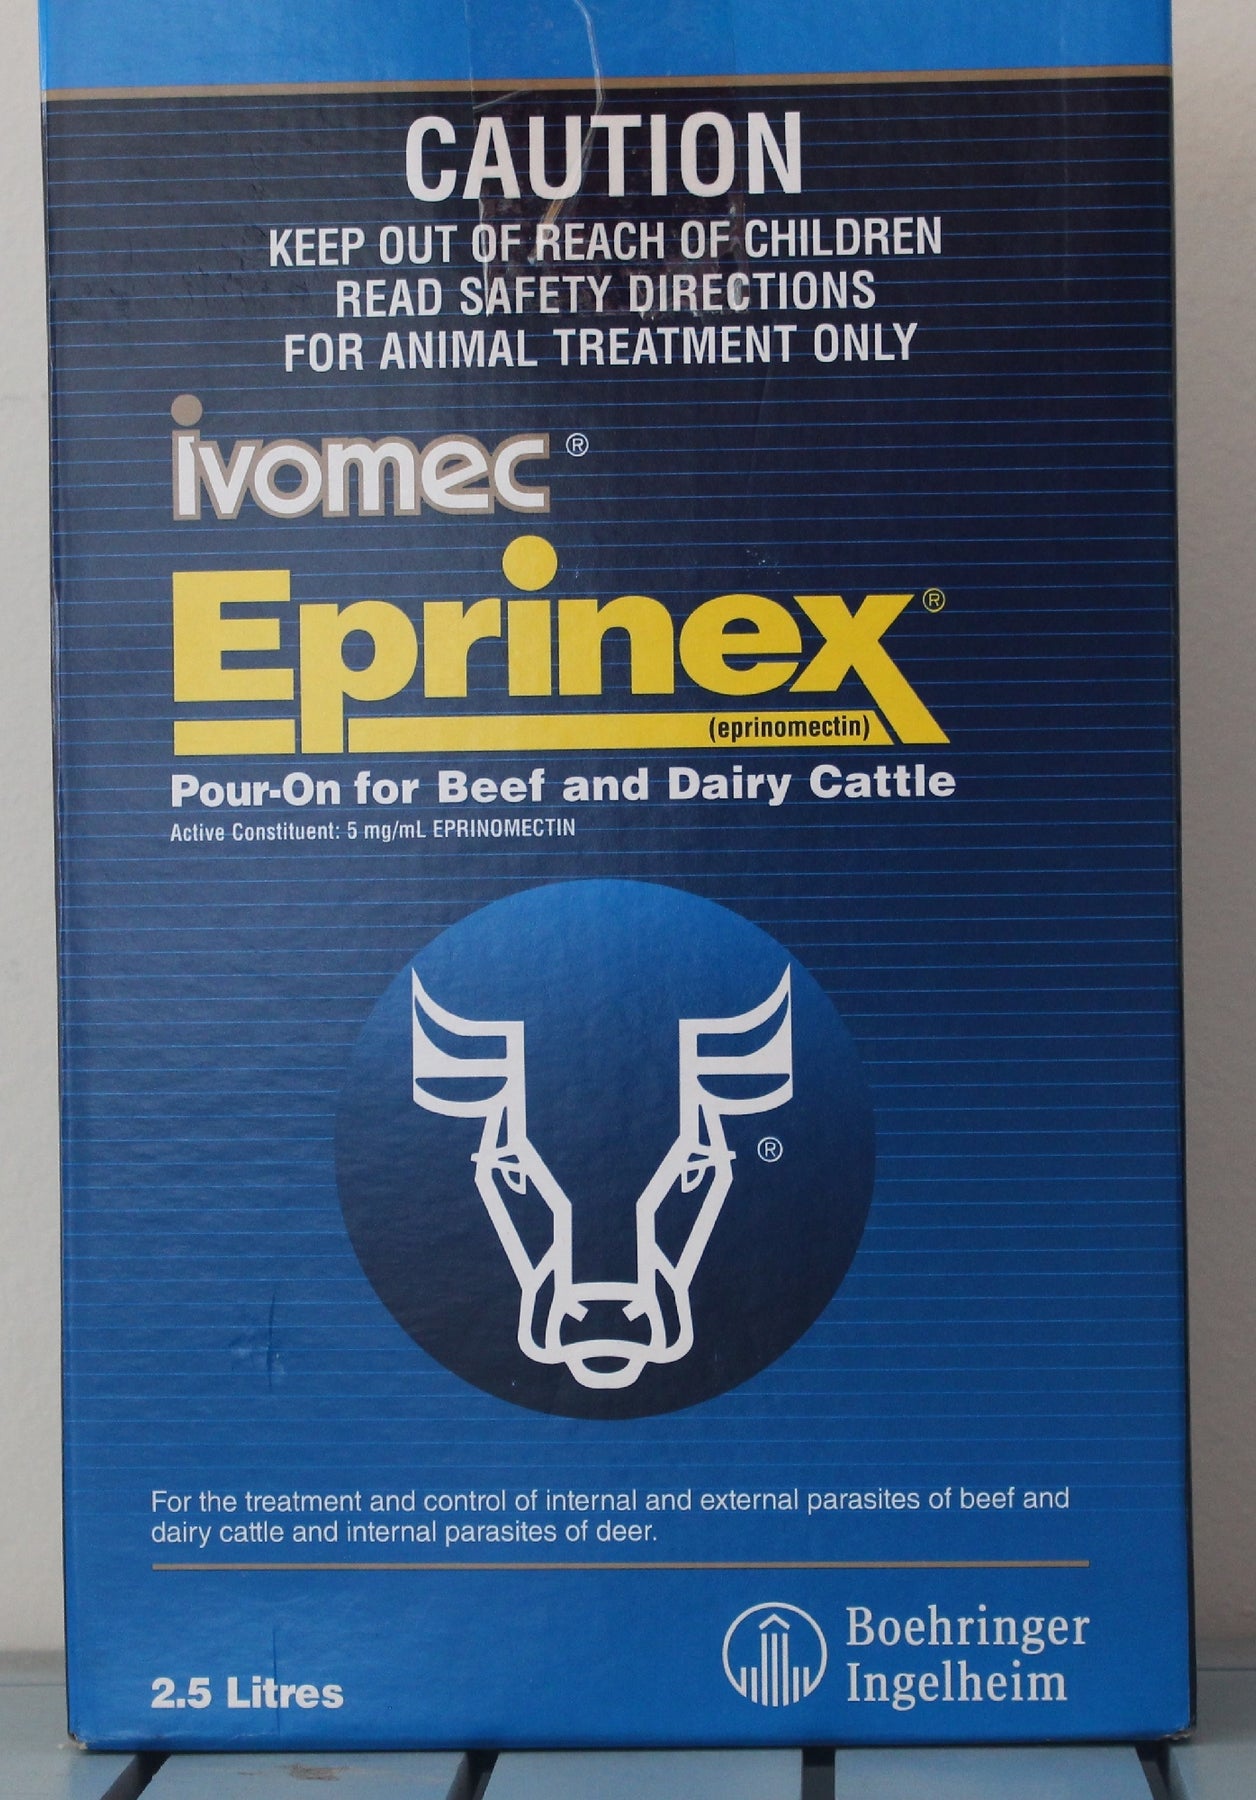 CAUTION
KEEP OUT OF REACH OF CHILDREN
READ SAFETY DIRECTIONS
FOR ANIMAL TREATMENT ONLY
ivomec ®
Eprinex ®
(eprinomectin)
Pour-On for Beef and Dairy Cattle
Active Constituent: 5 mg/mL EPRINOMECTIN
®
For the treatment and control of internal and external parasites of beef and
dairy cattle and internal parasites of deer.
Boehringer
Ingelheim
2.5 Litres